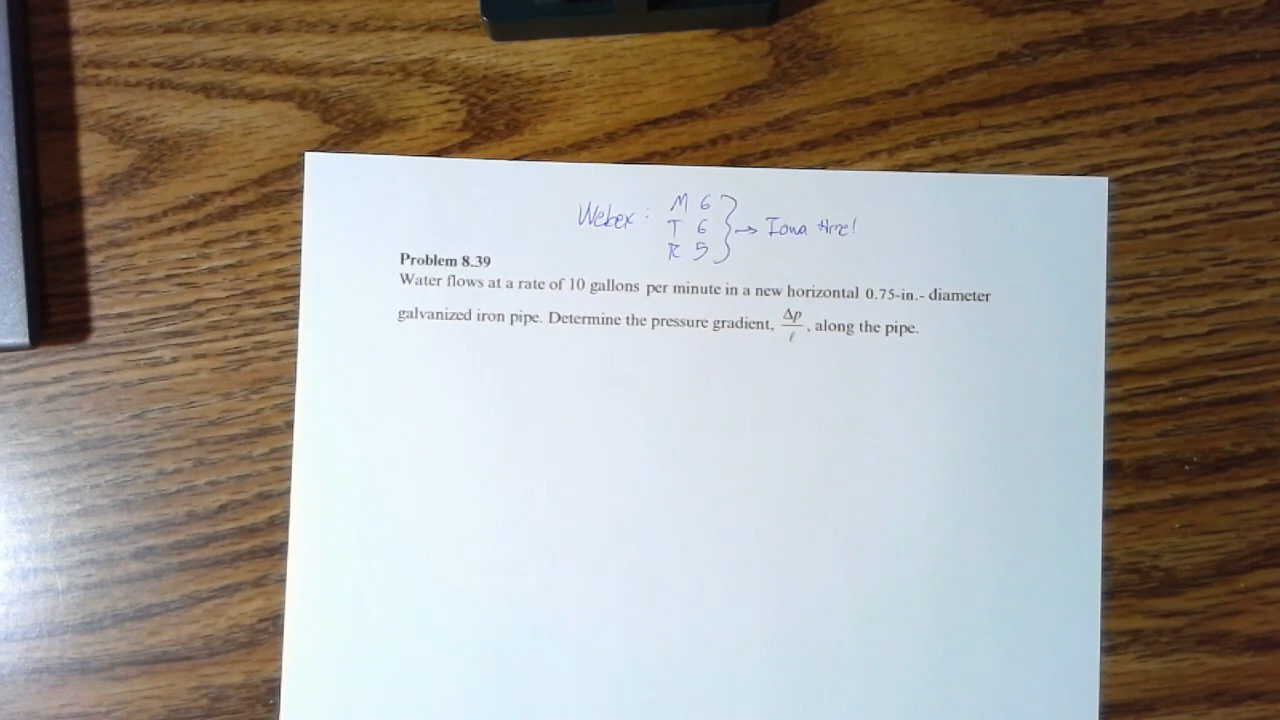 Webex: M 6
T 6 → Iowa time!
R 5
Problem 8.39
Water flows at a rate of 10 gallons per minute in a new horizontal 0.75-in.- diameter
galvanized iron pipe. Determine the pressure gradient, Δp/ℓ, along the pipe.